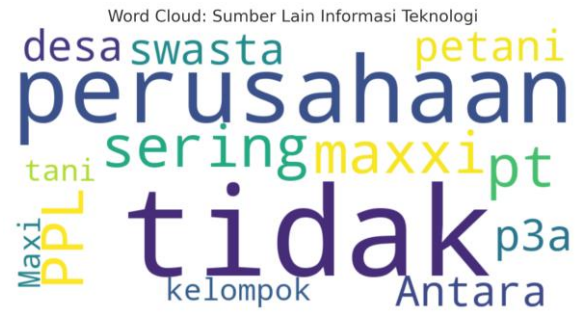 Word Cloud: Sumber Lain Informasi Teknologi
desa swasta petani
perusahaan
sering maxxi pt
tani
tidak
PPL
Maxi
p3a
kelompok Antara